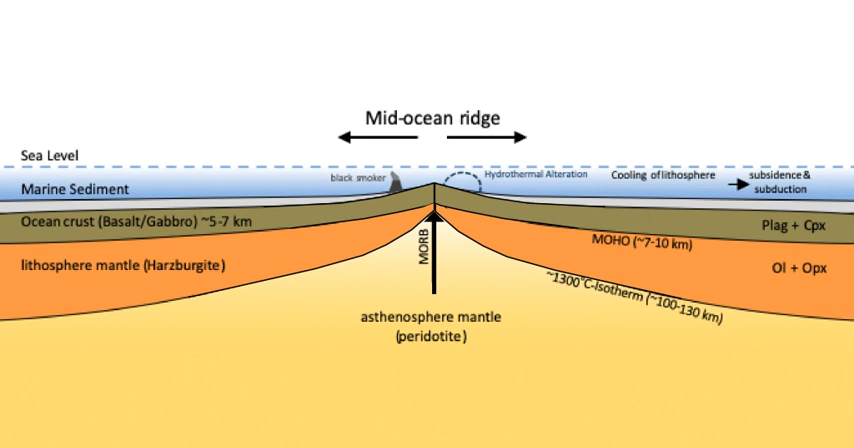 Mid-ocean ridge
Sea Level
black smoker
Hydrothermal Alteration
Cooling of lithosphere
subsidence &
subduction
Marine Sediment
Ocean crust (Basalt/Gabbro) ~5-7 km
Plag + Cpx
MOHO (~7-10 km)
MORB
lithosphere mantle (Harzburgite)
Ol + Opx
~1300°C-Isotherm (~100-130 km)
asthenosphere mantle
(peridotite)